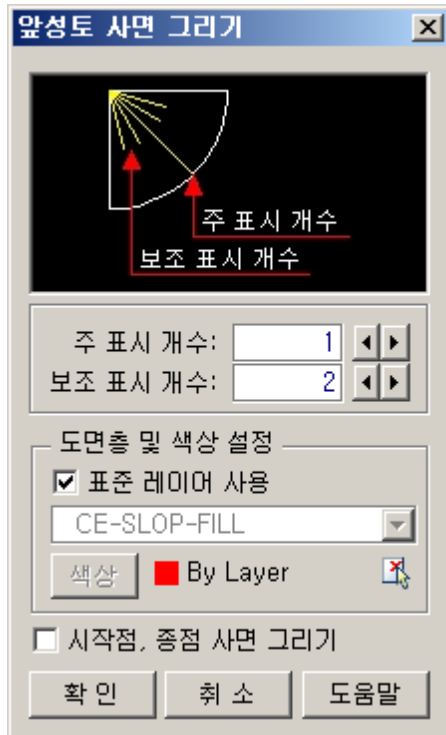 앞성토 사면 그리기
주 표시 개수
보조 표시 개수
주 표시 개수: 1
보조 표시 개수: 2
도면층 및 색상 설정
표준 레이어 사용
CE-SLOP-FILL
색상 By Layer
시작점, 종점 사면 그리기
확 인 취 소 도움말